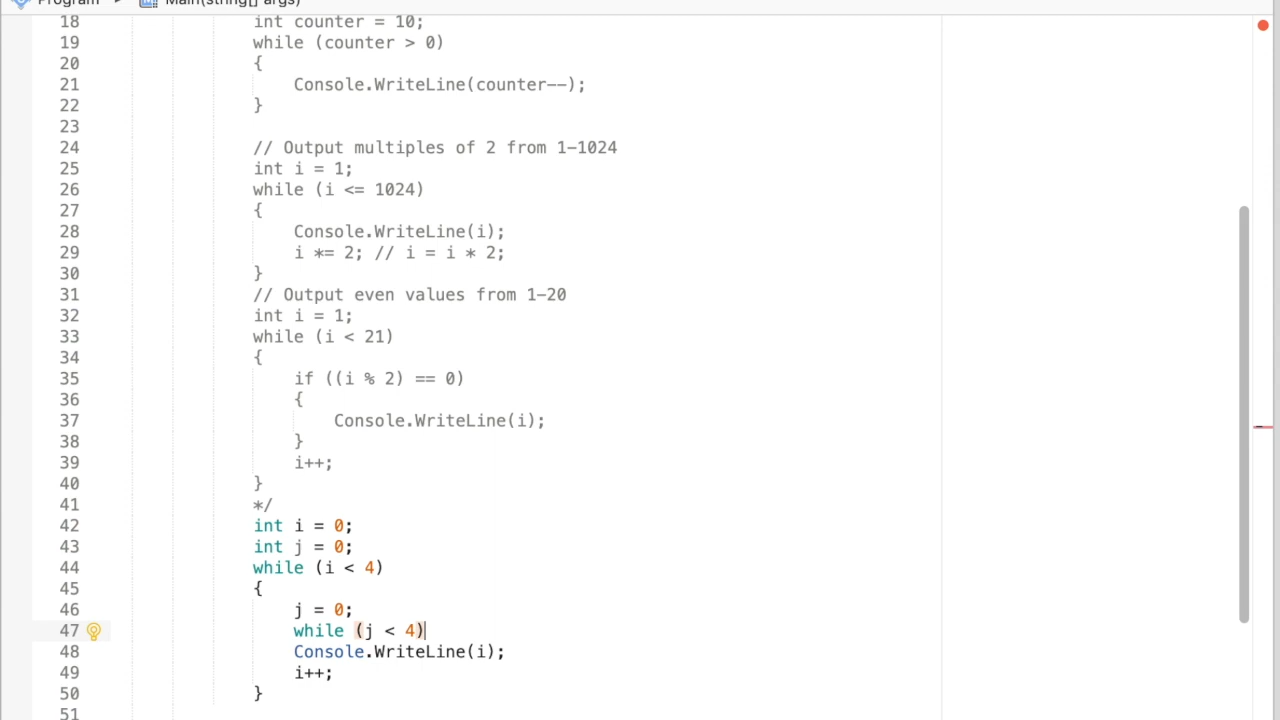 Program ▸ Main(string[] args)
18 int counter = 10;
19 while (counter > 0)
20 {
21 Console.WriteLine(counter--);
22 }
23
24 // Output multiples of 2 from 1-1024
25 int i = 1;
26 while (i <= 1024)
27 {
28 Console.WriteLine(i);
29 i *= 2; // i = i * 2;
30 }
31 // Output even values from 1-20
32 int i = 1;
33 while (i < 21)
34 {
35 if ((i % 2) == 0)
36 {
37 Console.WriteLine(i);
38 }
39 i++;
40 }
41 */
42 int i = 0;
43 int j = 0;
44 while (i < 4)
45 {
46 j = 0;
47 while (j < 4)
48 Console.WriteLine(i);
49 i++;
50 }
51